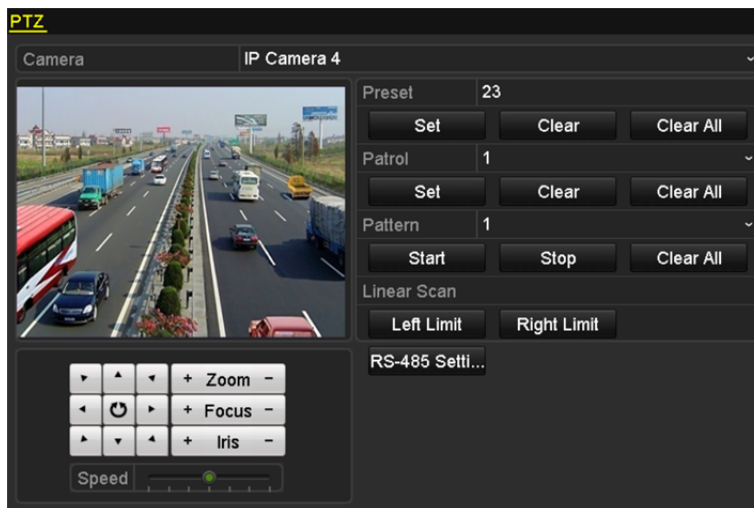 PTZ
Camera IP Camera 4
Preset 23
Set Clear Clear All
Patrol 1
Set Clear Clear All
Pattern 1
Start Stop Clear All
Linear Scan
Left Limit Right Limit
RS-485 Setti...
+ Zoom -
+ Focus -
+ Iris -
Speed